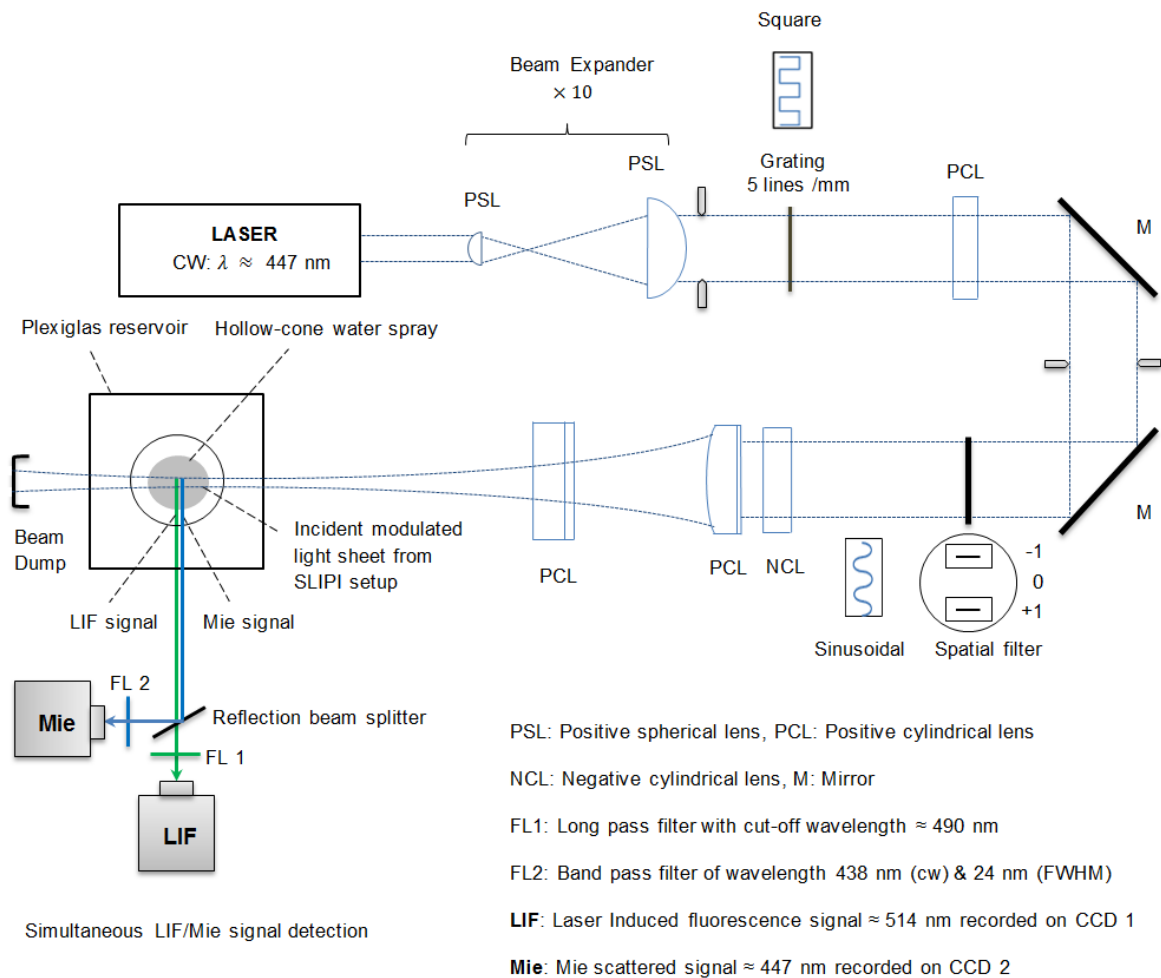 Square
Beam Expander
× 10
PSL
Grating
5 lines /mm
PCL
PSL
LASER
CW: λ ≈ 447 nm
M
Plexiglas reservoir
Hollow-cone water spray
Beam
Dump
Incident modulated
light sheet from
SLIPI setup
PCL
PCL
NCL
M
-1
0
+1
LIF signal
Mie signal
Sinusoidal
Spatial filter
FL 2
Mie
Reflection beam splitter
FL 1
LIF
PSL: Positive spherical lens, PCL: Positive cylindrical lens
NCL: Negative cylindrical lens, M: Mirror
FL1: Long pass filter with cut-off wavelength ≈ 490 nm
FL2: Band pass filter of wavelength 438 nm (cw) & 24 nm (FWHM)
LIF: Laser Induced fluorescence signal ≈ 514 nm recorded on CCD 1
Simultaneous LIF/Mie signal detection
Mie: Mie scattered signal ≈ 447 nm recorded on CCD 2